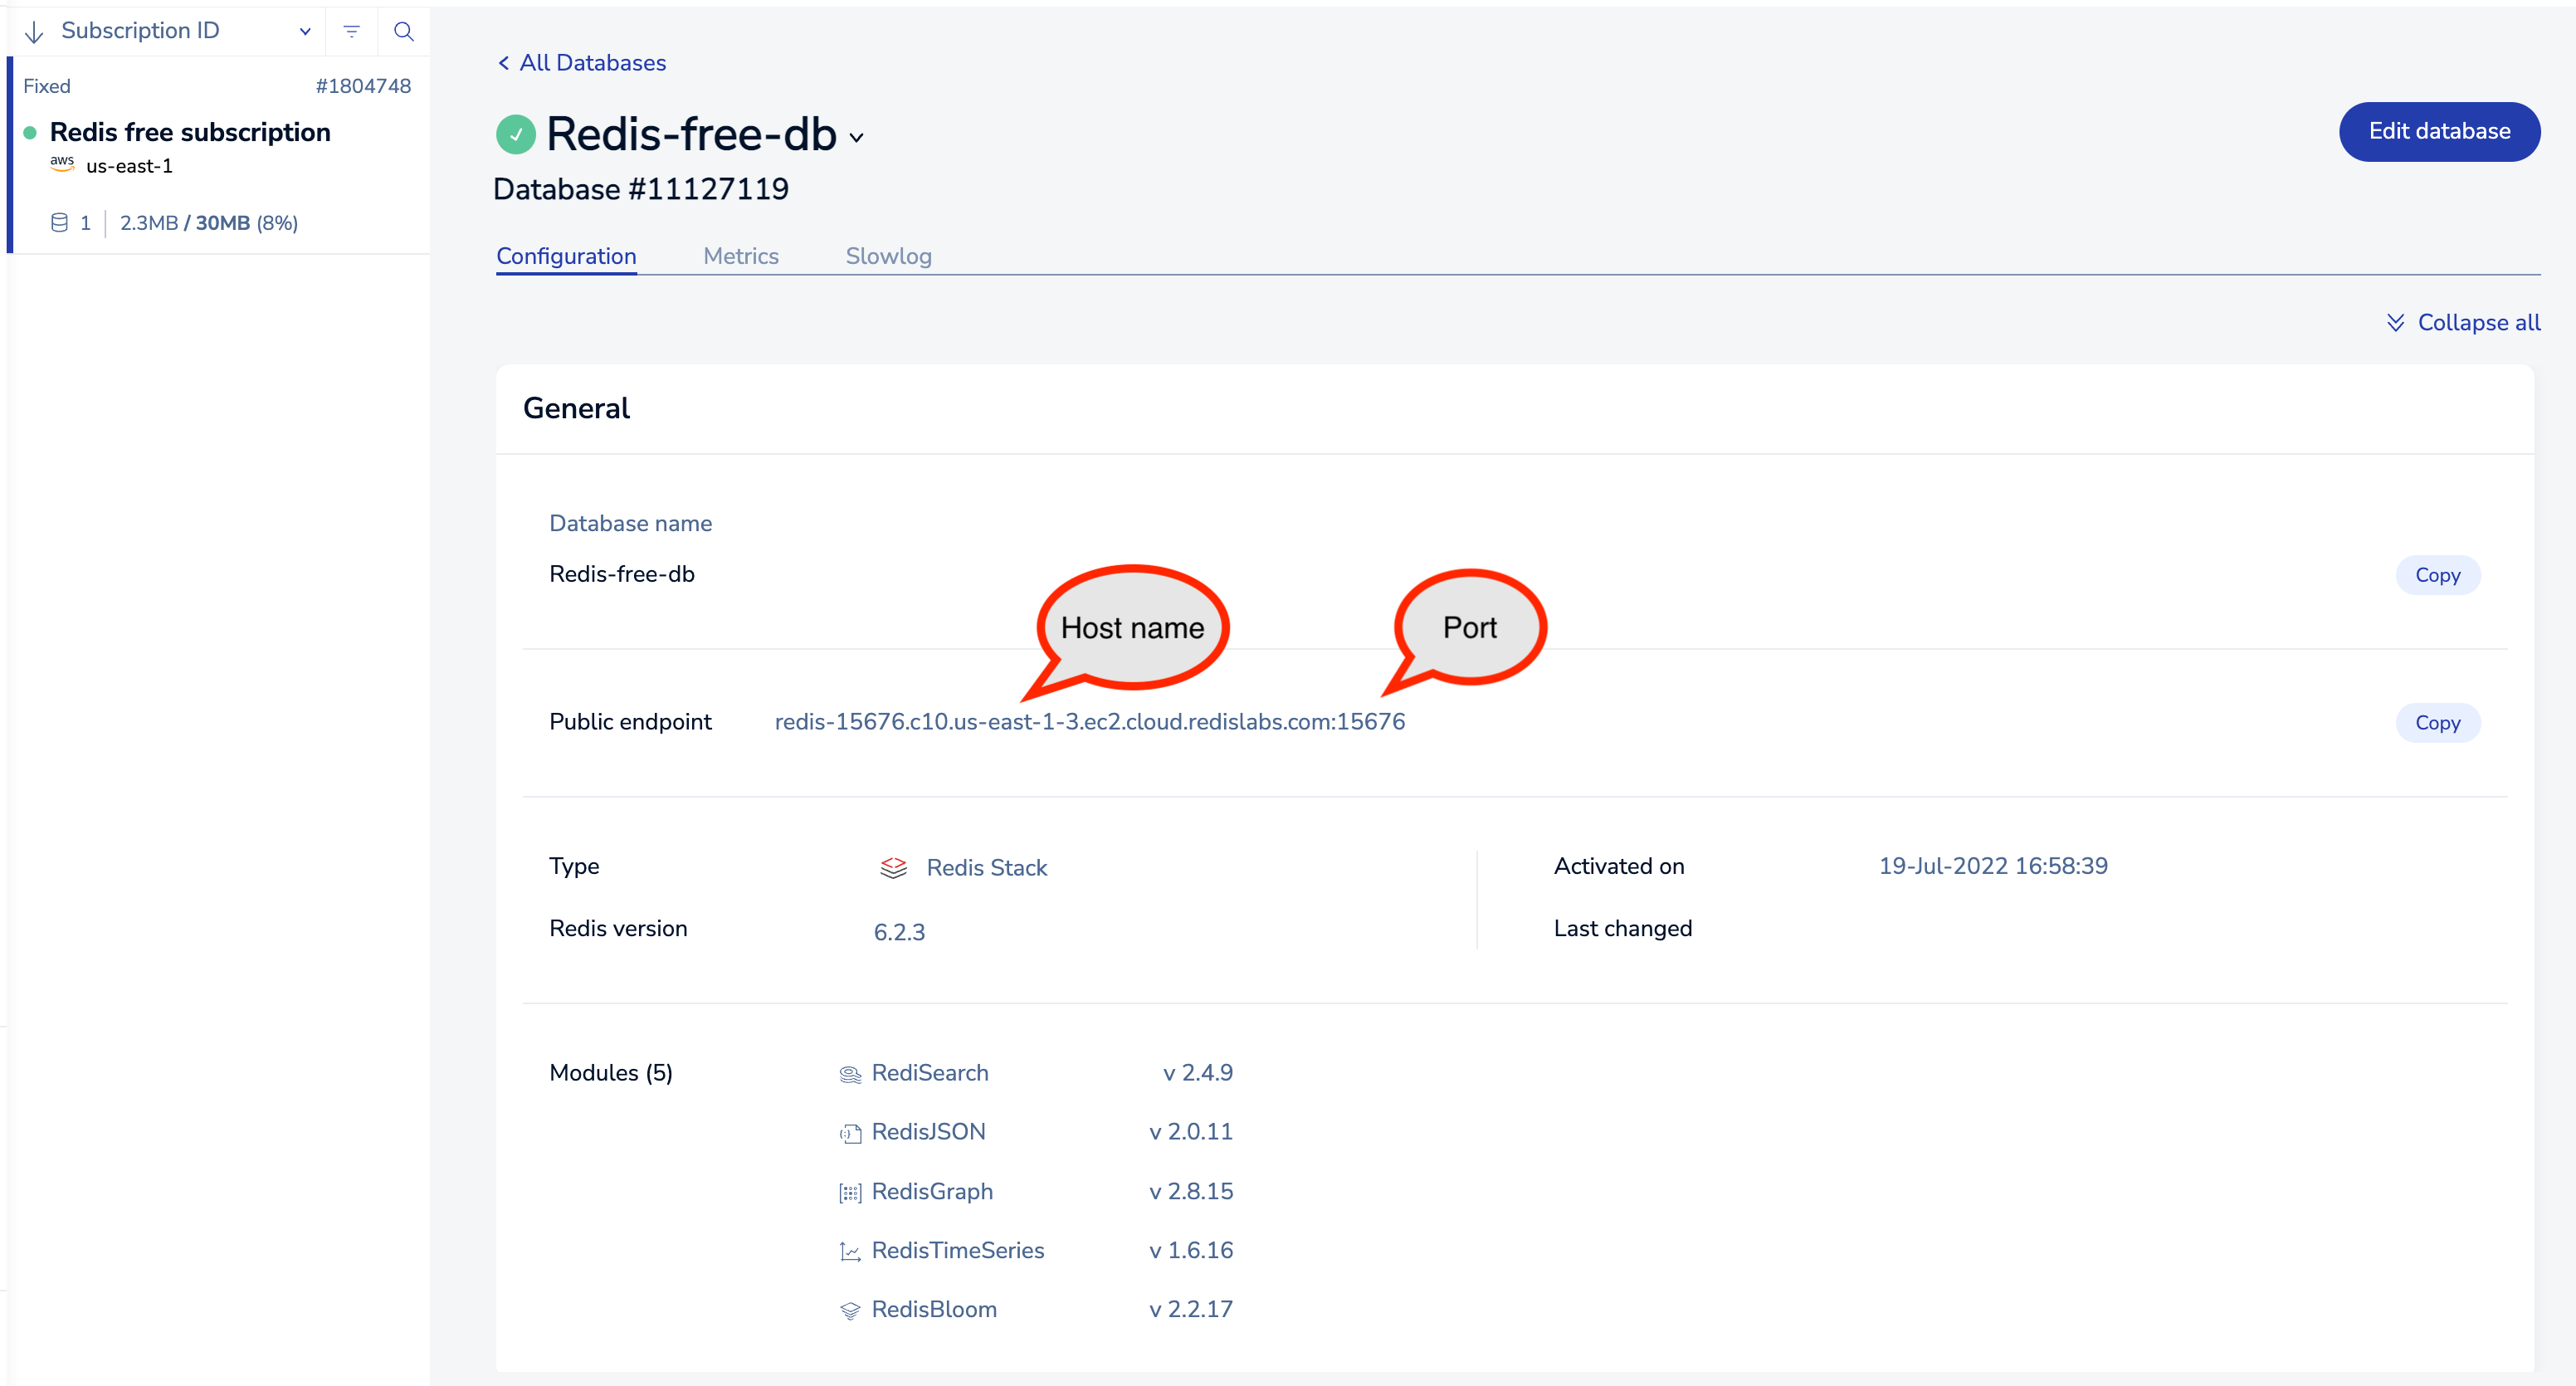 Subscription ID
Fixed #1804748
Redis free subscription
aws us-east-1
1 2.3MB / 30MB (8%)
All Databases
Redis-free-db
Edit database
Database #11127119
Configuration Metrics Slowlog
Collapse all
General
Database name
Redis-free-db
Copy
Host name
Port
Public endpoint redis-15676.c10.us-east-1-3.ec2.cloud.redislabs.com:15676
Copy
Type Redis Stack
Activated on 19-Jul-2022 16:58:39
Redis version 6.2.3
Last changed
Modules (5) RediSearch v 2.4.9
RedisJSON v 2.0.11
RedisGraph v 2.8.15
RedisTimeSeries v 1.6.16
RedisBloom v 2.2.17